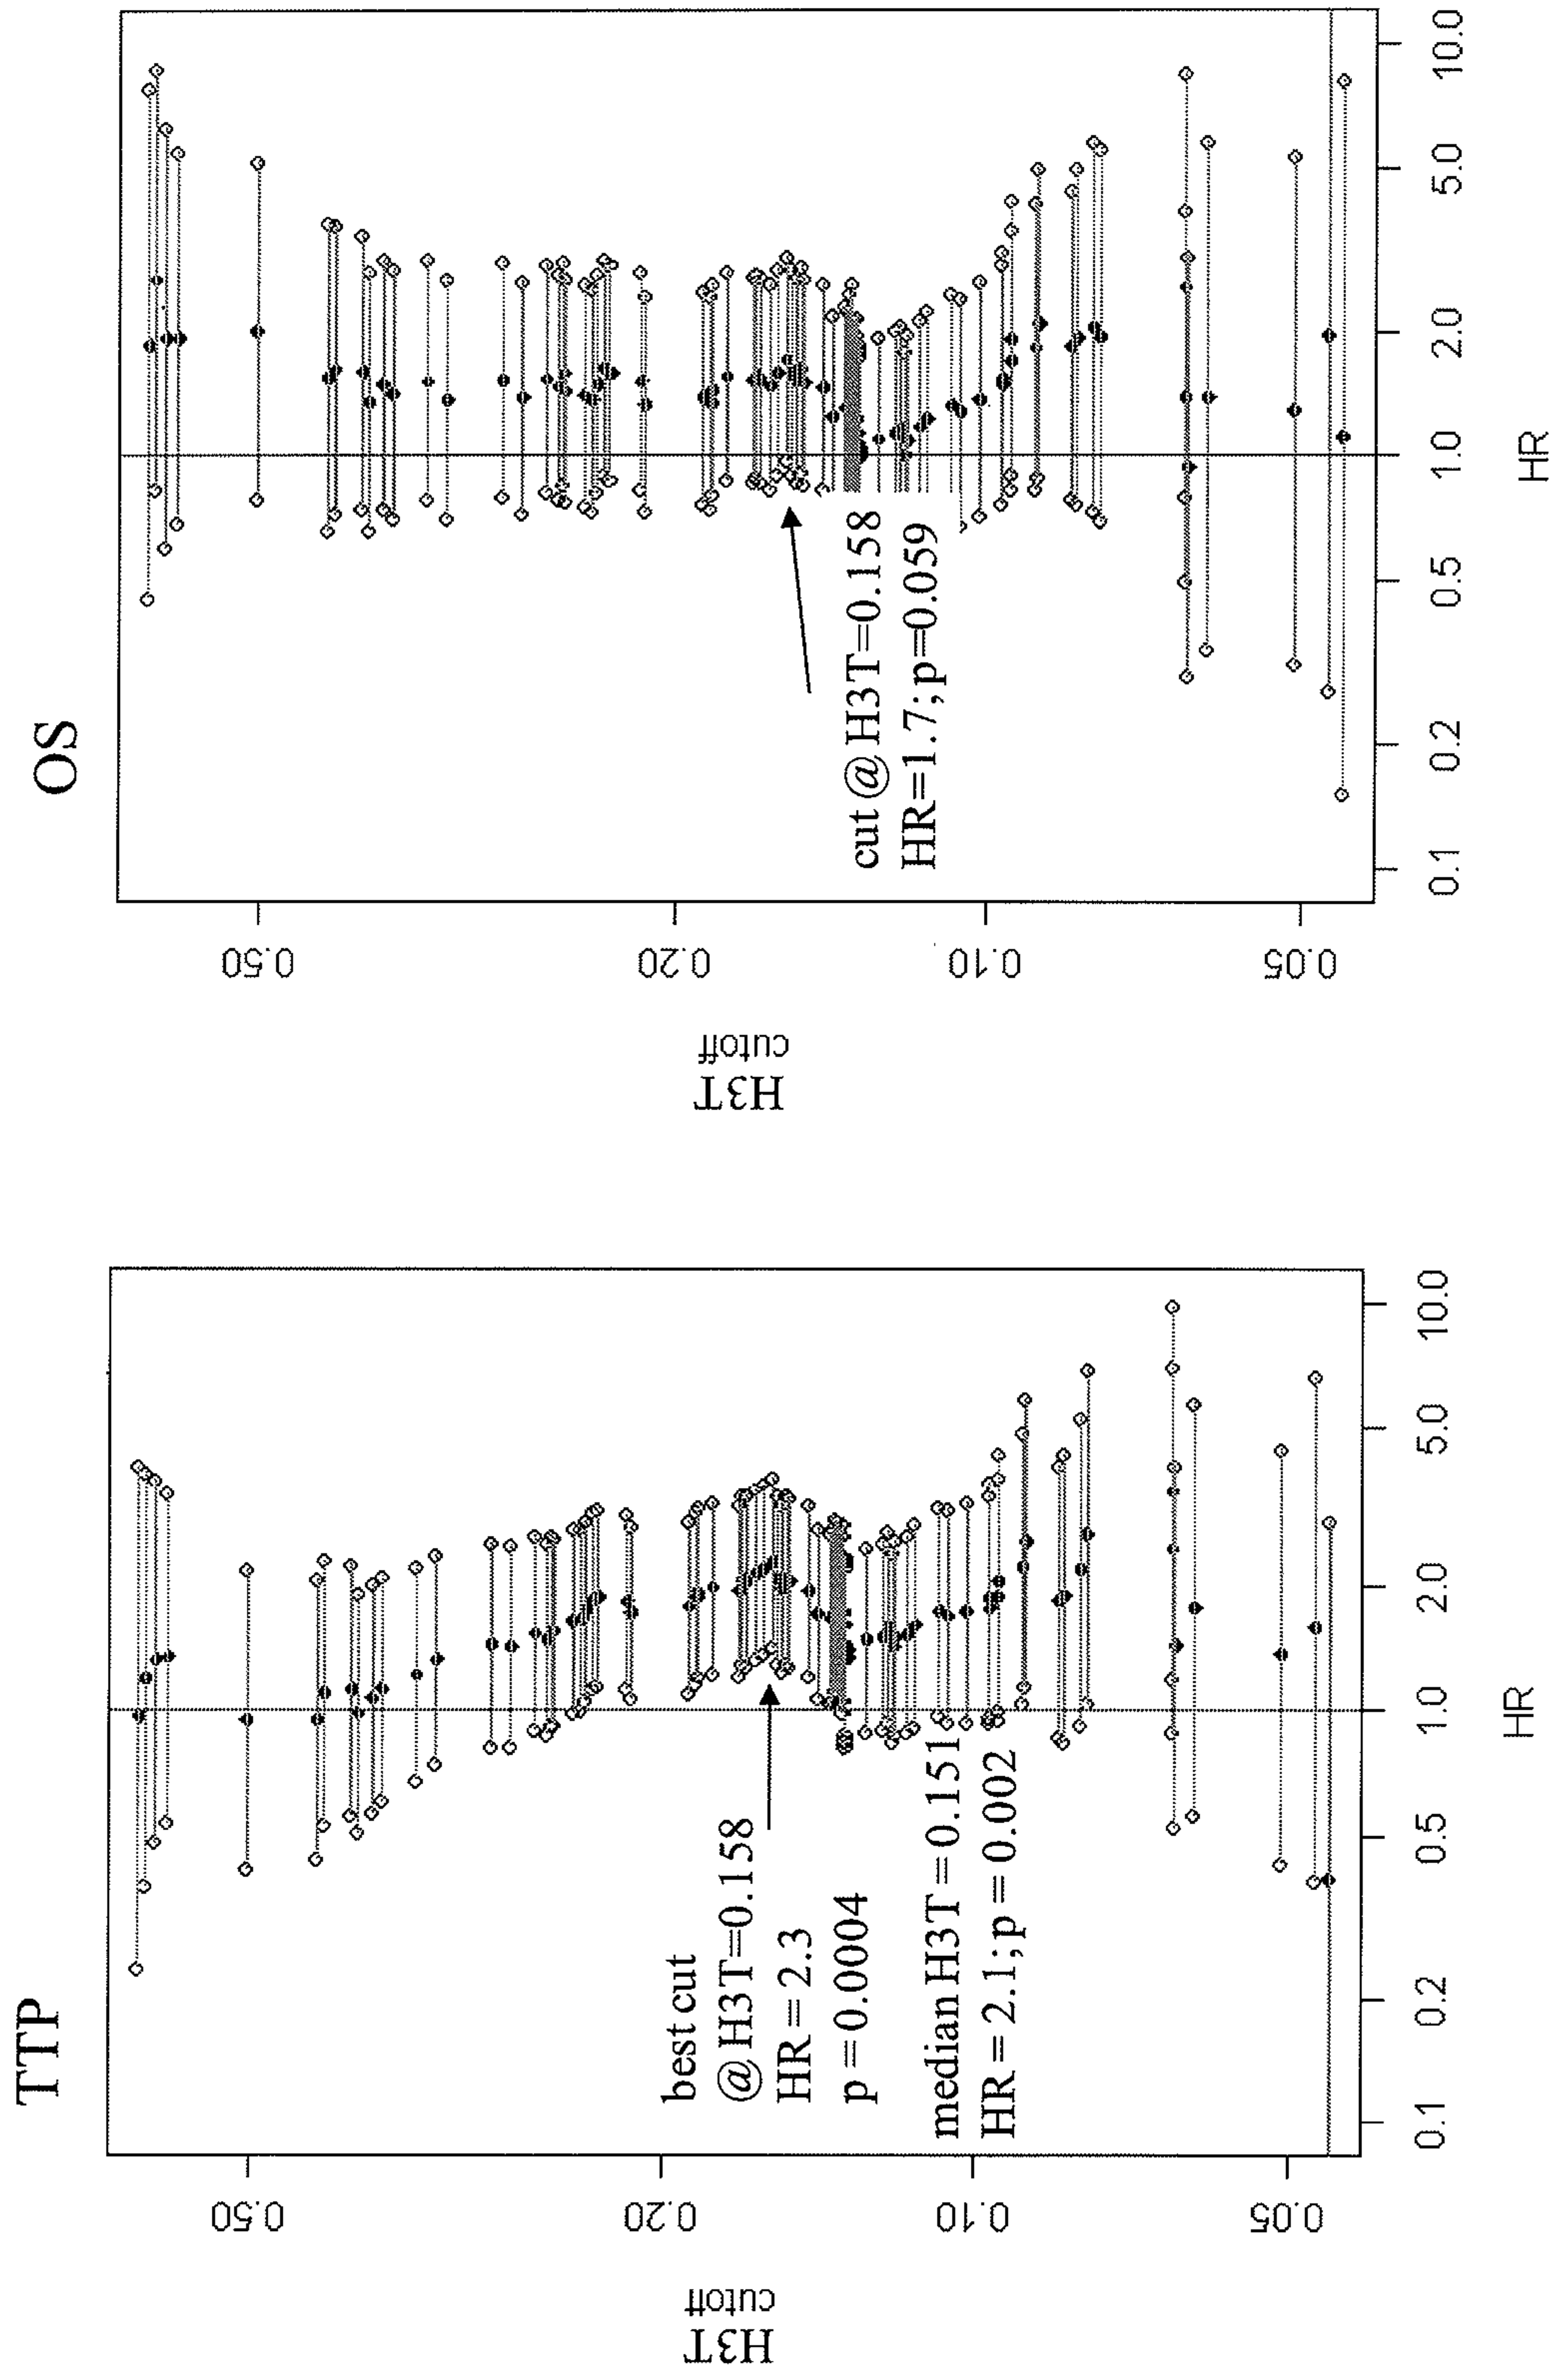 TTP
H3T
cutoff
0.50
0.20
0.10
0.05
best cut
@ H3T=0.158
HR = 2.3
p = 0.0004
median H3T = 0.151
HR = 2.1; p = 0.002
0.1
0.2
0.5
1.0
2.0
5.0
10.0
HR
OS
H3T
cutoff
0.50
0.20
0.10
0.05
cut @ H3T=0.158
HR=1.7; p=0.059
0.1
0.2
0.5
1.0
2.0
5.0
10.0
HR